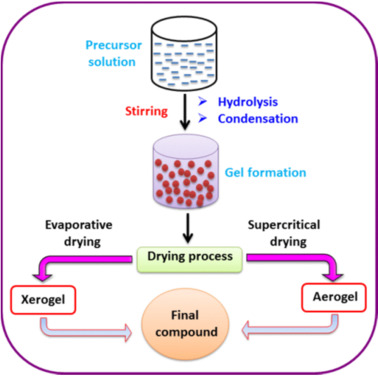 Precursor
solution
Stirring
➢ Hydrolysis
➢ Condensation
Gel formation
Evaporative
drying
Supercritical
drying
Drying process
Xerogel
Aerogel
Final
compound